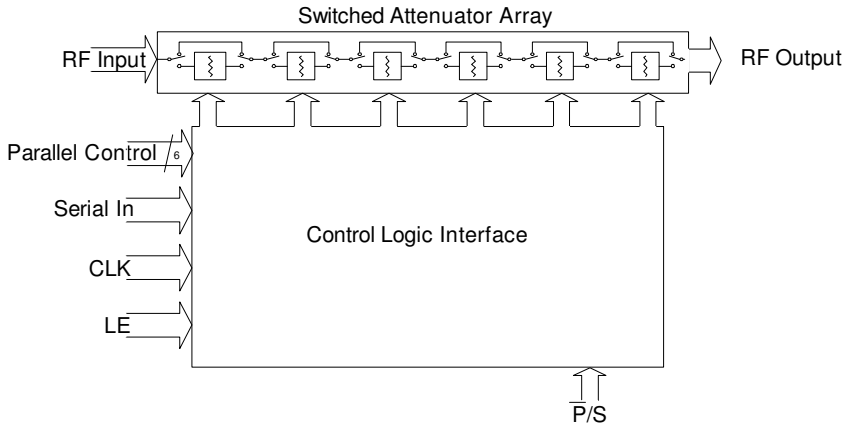 Switched Attenuator Array
RF Input
RF Output
Parallel Control
6
Serial In
Control Logic Interface
CLK
LE
P̅/S